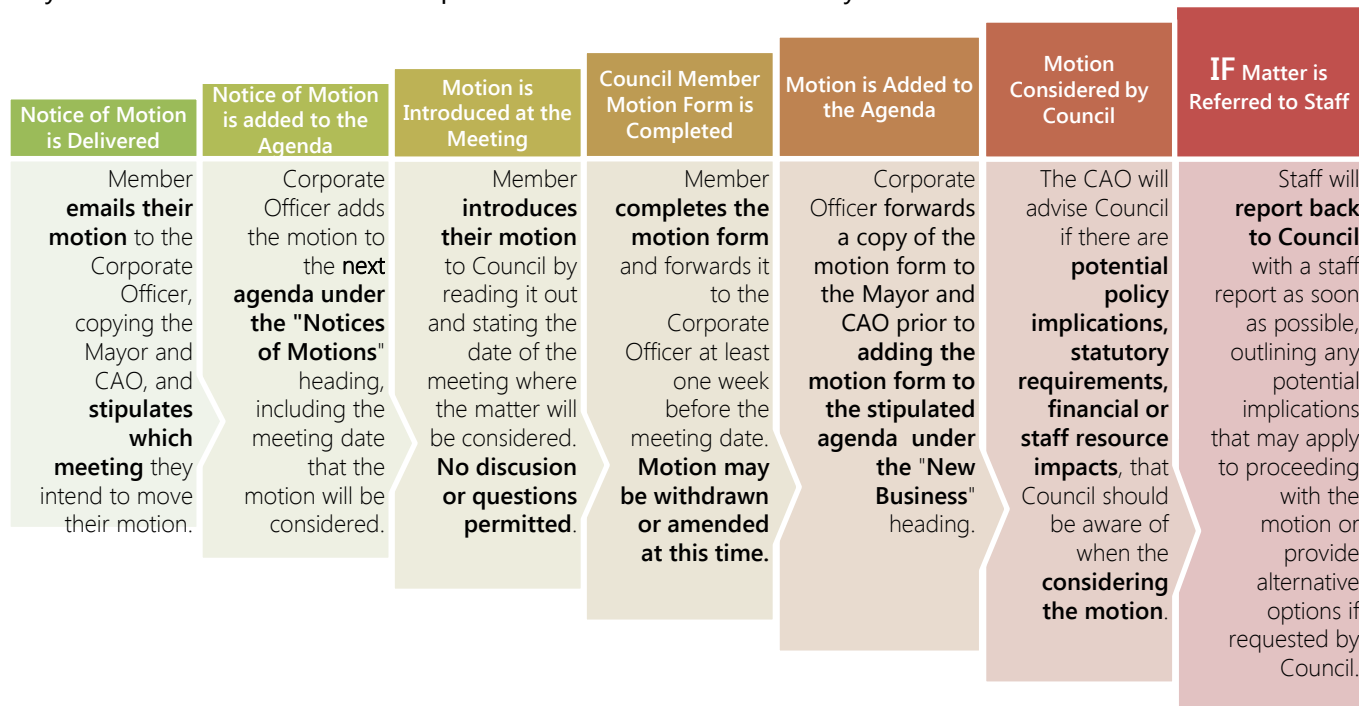 Notice of Motion
is Delivered
Member
emails their
motion to the
Corporate
Officer,
copying the
Mayor and
CAO, and
stipulates
which
meeting they
intend to move
their motion.
Notice of Motion
is added to the
Agenda
Corporate
Officer adds
the motion to
the next
agenda under
the "Notices
of Motions"
heading,
including the
meeting date
that the
motion will be
considered.
Motion is
Introduced at the
Meeting
Member
introduces
their motion
to Council by
reading it out
and stating the
date of the
meeting where
the matter will
be considered.
No discussion
or questions
permitted.
Council Member
Motion Form is
Completed
Member
completes the
motion form
and forwards it
to the
Corporate
Officer at least
one week
before the
meeting date.
Motion may
be withdrawn
or amended
at this time.
Motion is Added to
the Agenda
Corporate
Officer forwards
a copy of the
motion form to
the Mayor and
CAO prior to
adding the
motion form to
the stipulated
agenda under
the "New
Business"
heading.
Motion
Considered by
Council
The CAO will
advise Council
if there are
potential
policy
implications,
statutory
requirements,
financial or
staff resource
impacts, that
Council should
be aware of
when the
considering
the motion.
IF Matter is
Referred to Staff
Staff will
report back
to Council
with a staff
report as soon
as possible,
outlining any
potential
implications
that may apply
to proceeding
with the
motion or
provide
alternative
options if
requested by
Council.